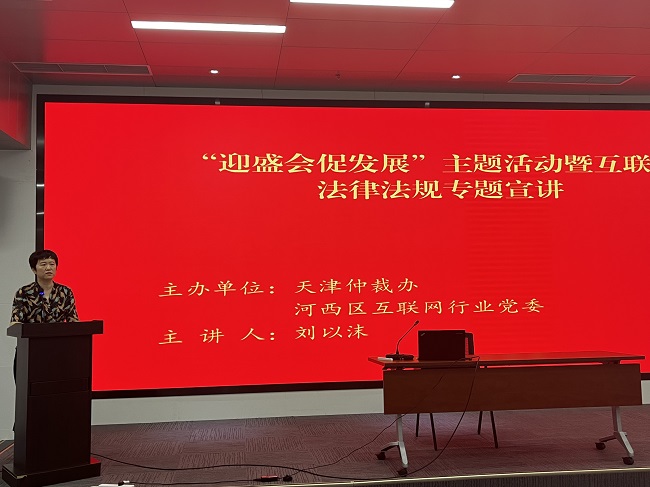 “迎盛会促发展”主题活动暨互联
法律法规专题宣讲
主办单位：天津仲裁办
河西区互联网行业党委
主 讲 人：刘以沫